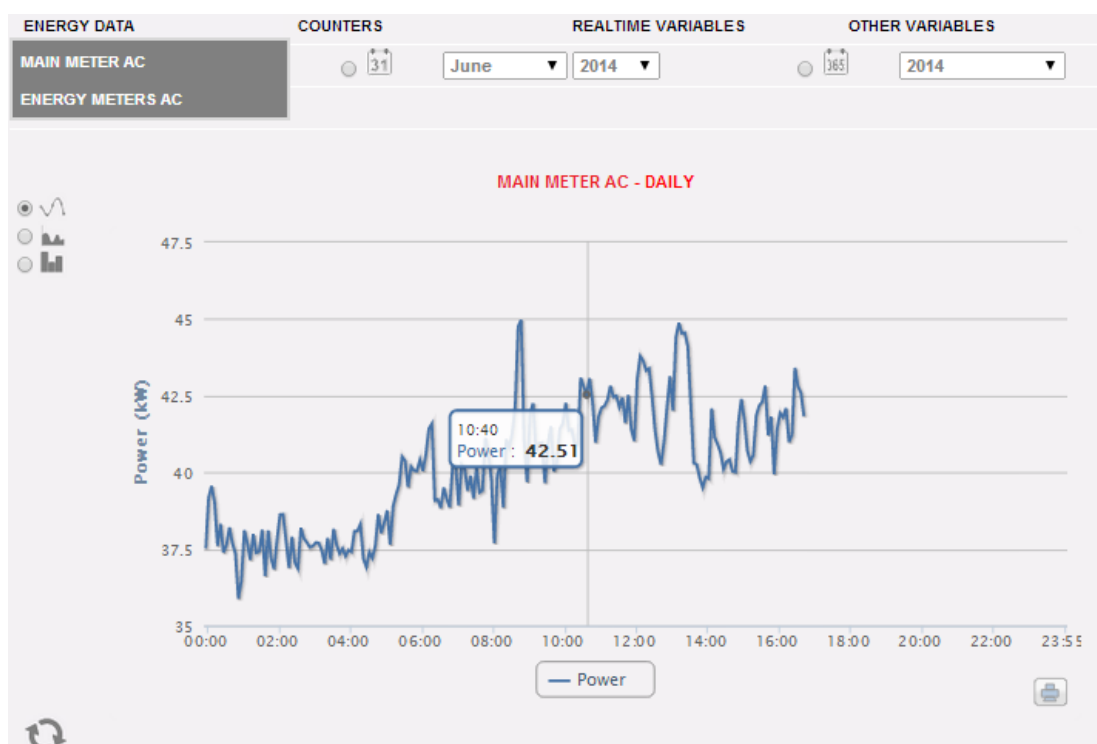 ENERGY DATA COUNTERS REALTIME VARIABLES OTHER VARIABLES
MAIN METER AC 31 June 2014 365 2014
ENERGY METERS AC
MAIN METER AC - DAILY
47.5
45
42.5
40
37.5
35
Power (kW)
10:40
Power : 42.51
00:00 02:00 04:00 06:00 08:00 10:00 12:00 14:00 16:00 18:00 20:00 22:00 23:55
Power